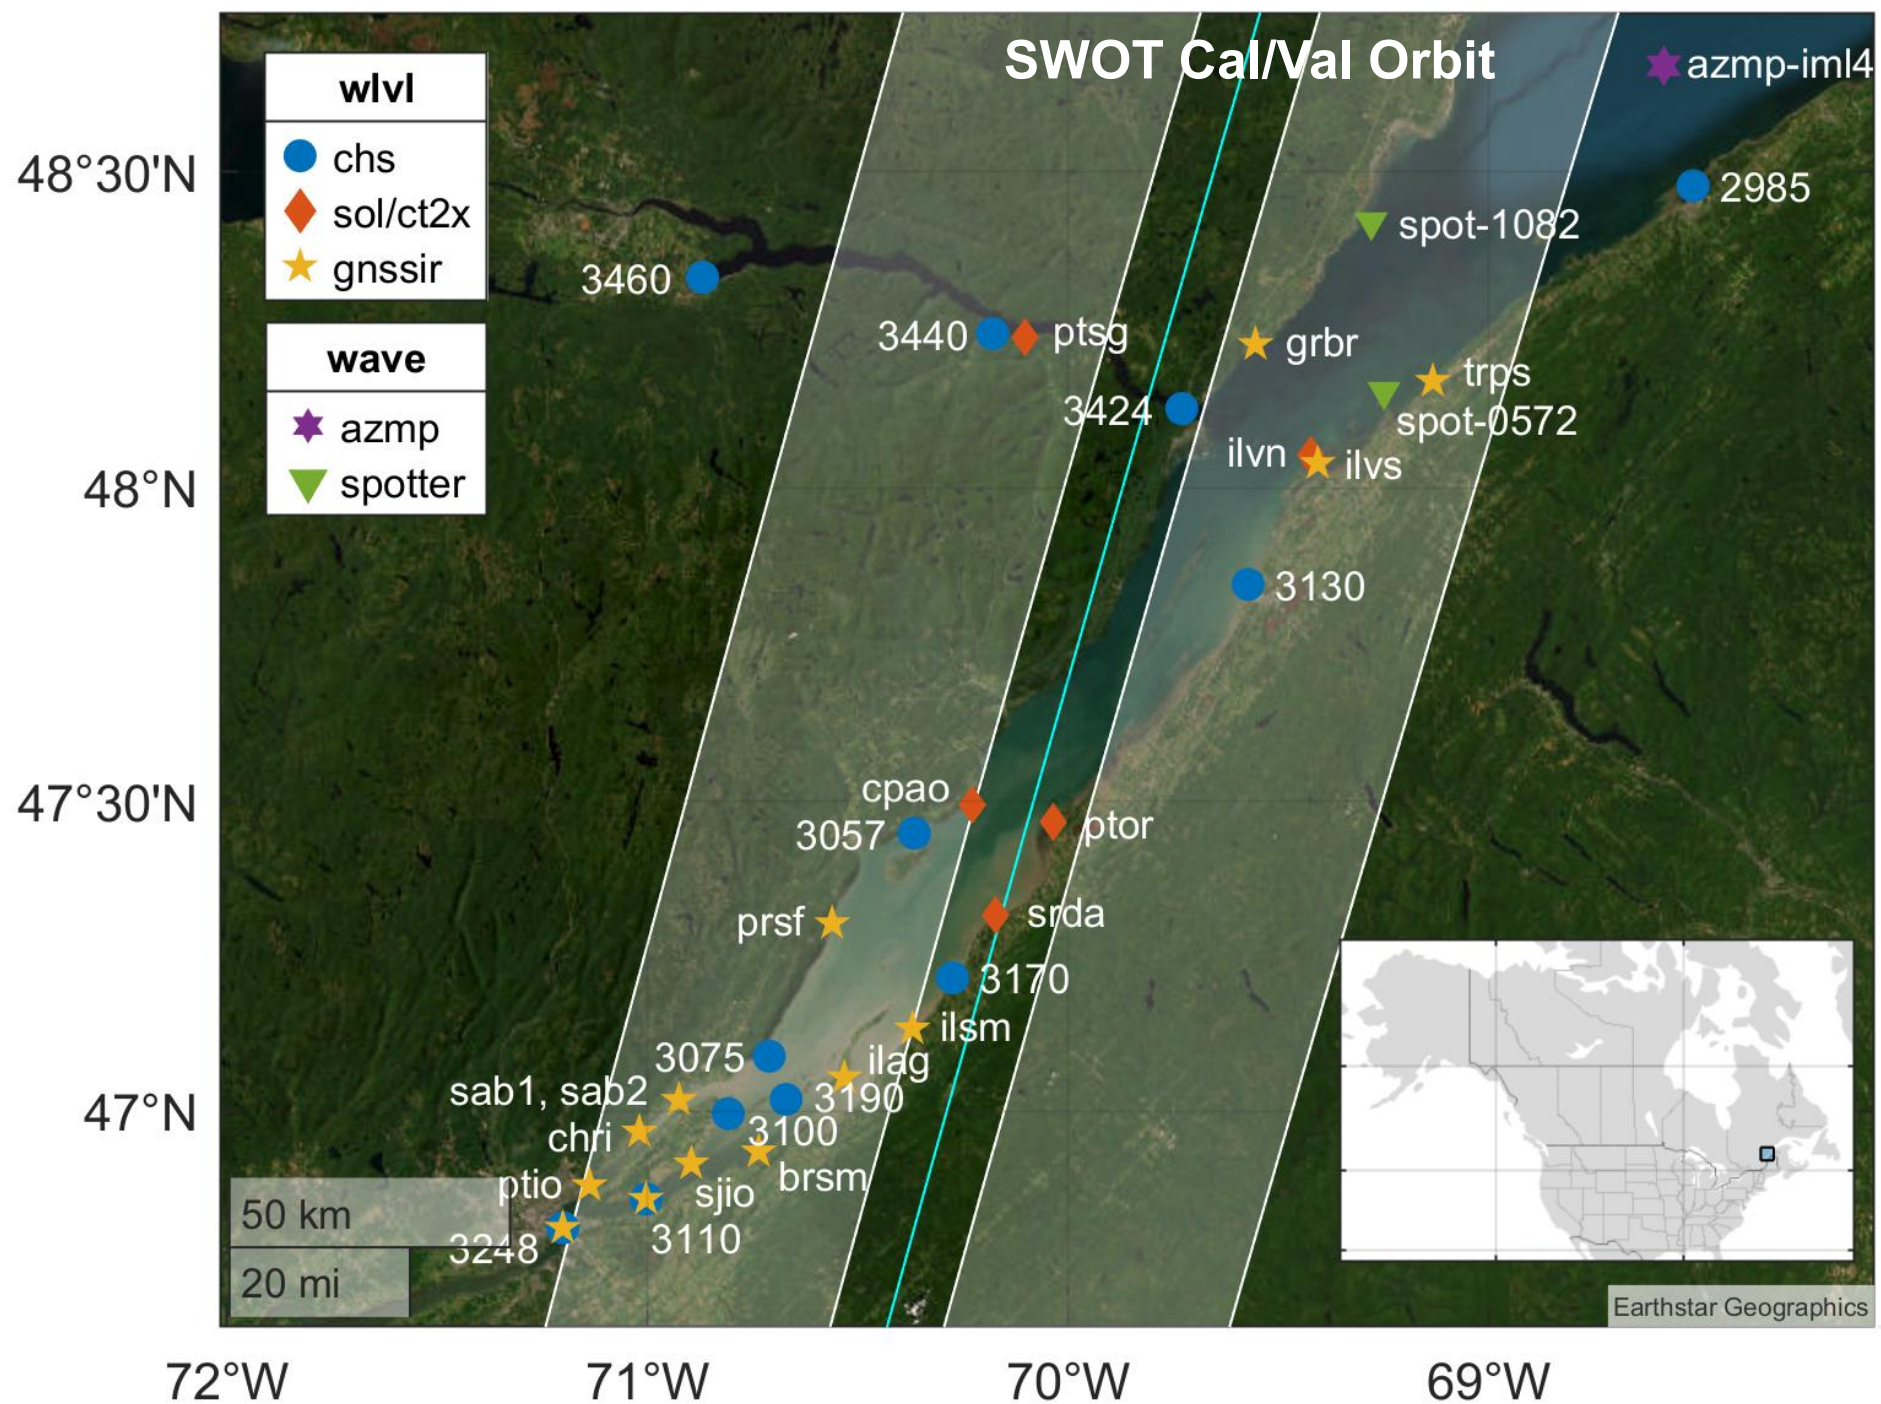 SWOT Cal/Val Orbit
azmp-iml4
wlvl
chs
sol/ct2x
gnssir
wave
azmp
spotter
48°30'N
48°N
47°30'N
47°N
72°W
71°W
70°W
69°W
2985
spot-1082
3460
3440
ptsg
grbr
trps
3424
spot-0572
ilvn
ilvs
3130
cpao
3057
ptor
prsf
srda
3170
ilsm
3075
ilag
sab1, sab2
3190
chri
3100
ptio
sjio
brsm
3248
3110
50 km
20 mi
Earthstar Geographics